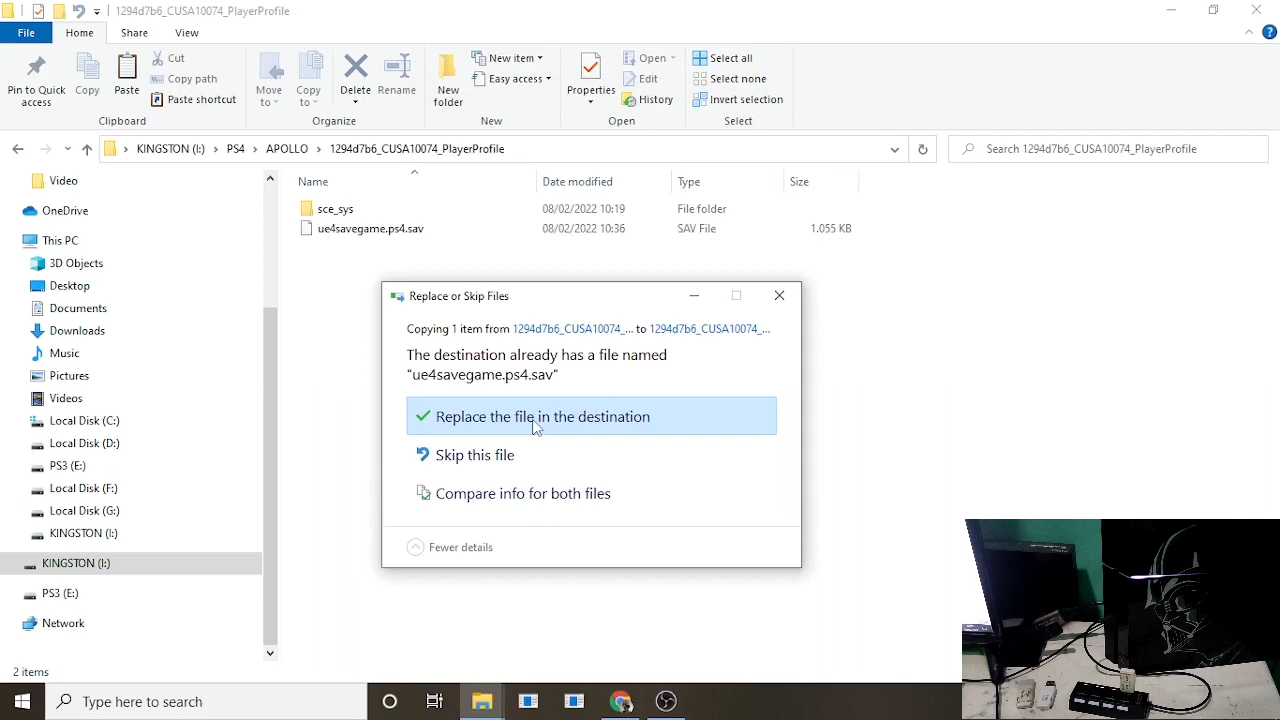 1294d7b6_CUSA10074_PlayerProfile
File Home Share View
Pin to Quick access
Copy
Paste
Cut
Copy path
Paste shortcut
Clipboard
Move to
Copy to
Delete
Rename
Organize
New folder
New item
Easy access
New
Properties
Open
Edit
History
Open
Select all
Select none
Invert selection
Select
KINGSTON (I:) PS4 APOLLO 1294d7b6_CUSA10074_PlayerProfile
Search 1294d7b6_CUSA10074_PlayerProfile
Video
OneDrive
This PC
3D Objects
Desktop
Documents
Downloads
Music
Pictures
Videos
Local Disk (C:)
Local Disk (D:)
PS3 (E:)
Local Disk (F:)
Local Disk (G:)
KINGSTON (I:)
KINGSTON (I:)
PS3 (E:)
Network
Name Date modified Type Size
sce_sys 08/02/2022 10:19 File folder
ue4savegame.ps4.sav 08/02/2022 10:36 SAV File 1.055 KB
Replace or Skip Files
Copying 1 item from 1294d7b6_CUSA10074_... to 1294d7b6_CUSA10074_...
The destination already has a file named
"ue4savegame.ps4.sav"
Replace the file in the destination
Skip this file
Compare info for both files
Fewer details
2 items
Type here to search